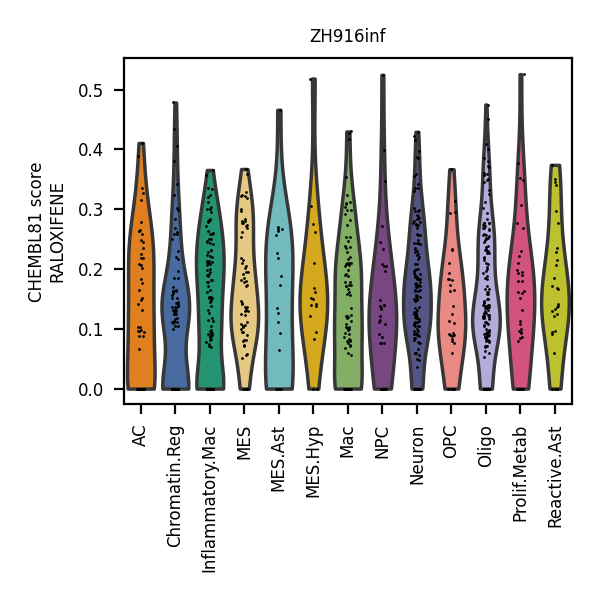 ZH916inf
CHEMBL81 score
RALOXIFENE
0.5
0.4
0.3
0.2
0.1
0.0
AC
Chromatin.Reg
Inflammatory.Mac
MES
MES.Ast
MES.Hyp
Mac
NPC
Neuron
OPC
Oligo
Prolif.Metab
Reactive.Ast